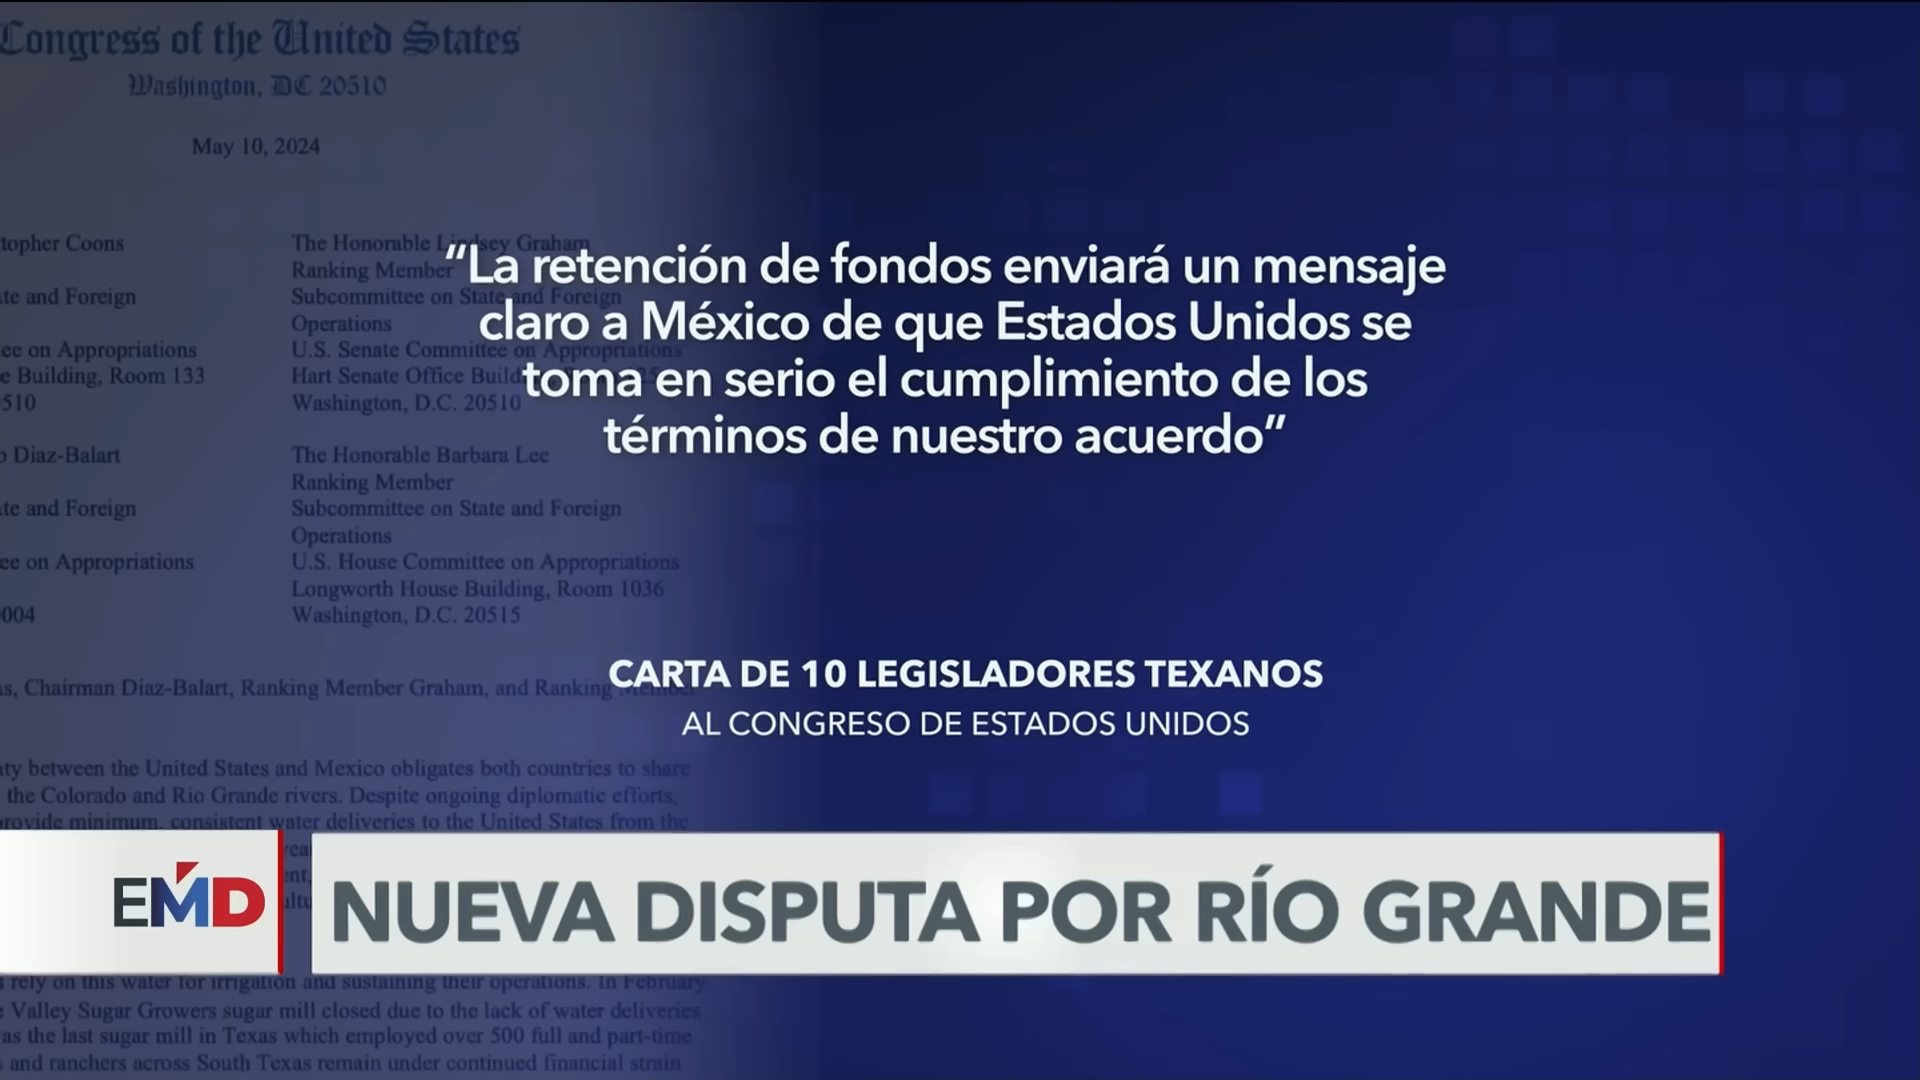 Congress of the United States
Washington, DC 20510
May 10, 2024
topher Coons
The Honorable Lindsey Graham
Ranking Member
te and Foreign
Subcommittee on State and Foreign
Operations
ee on Appropriations
U.S. Senate Committee on Appropriations
e Building, Room 133
Hart Senate Office
510
Washington, D.C. 20510
“La retención de fondos enviará un mensaje
claro a México de que Estados Unidos se
toma en serio el cumplimiento de los
términos de nuestro acuerdo“
o Diaz-Balart
The Honorable Barbara Lee
Ranking Member
te and Foreign
Subcommittee on State and Foreign
Operations
ee on Appropriations
U.S. House Committee on Appropriations
Longworth House Building, Room 1036
004
Washington, D.C. 20515
CARTA DE 10 LEGISLADORES TEXANOS
AL CONGRESO DE ESTADOS UNIDOS
s, Chairman Diaz-Balart, Ranking Member Graham, and Ranking Member
ty between the United States and Mexico obligates both countries to share
the Colorado and Rio Grande rivers. Despite ongoing diplomatic efforts,
provide minimum, consistent water deliveries to the United States from the
EMD
NUEVA DISPUTA POR RÍO GRANDE
rely on this water for irrigation and sustaining their operations. In February
Valley Sugar Growers sugar mill closed due to the lack of water deliveries
as the last sugar mill in Texas which employed over 500 full and part-time
and ranchers across South Texas remain under continued financial strain